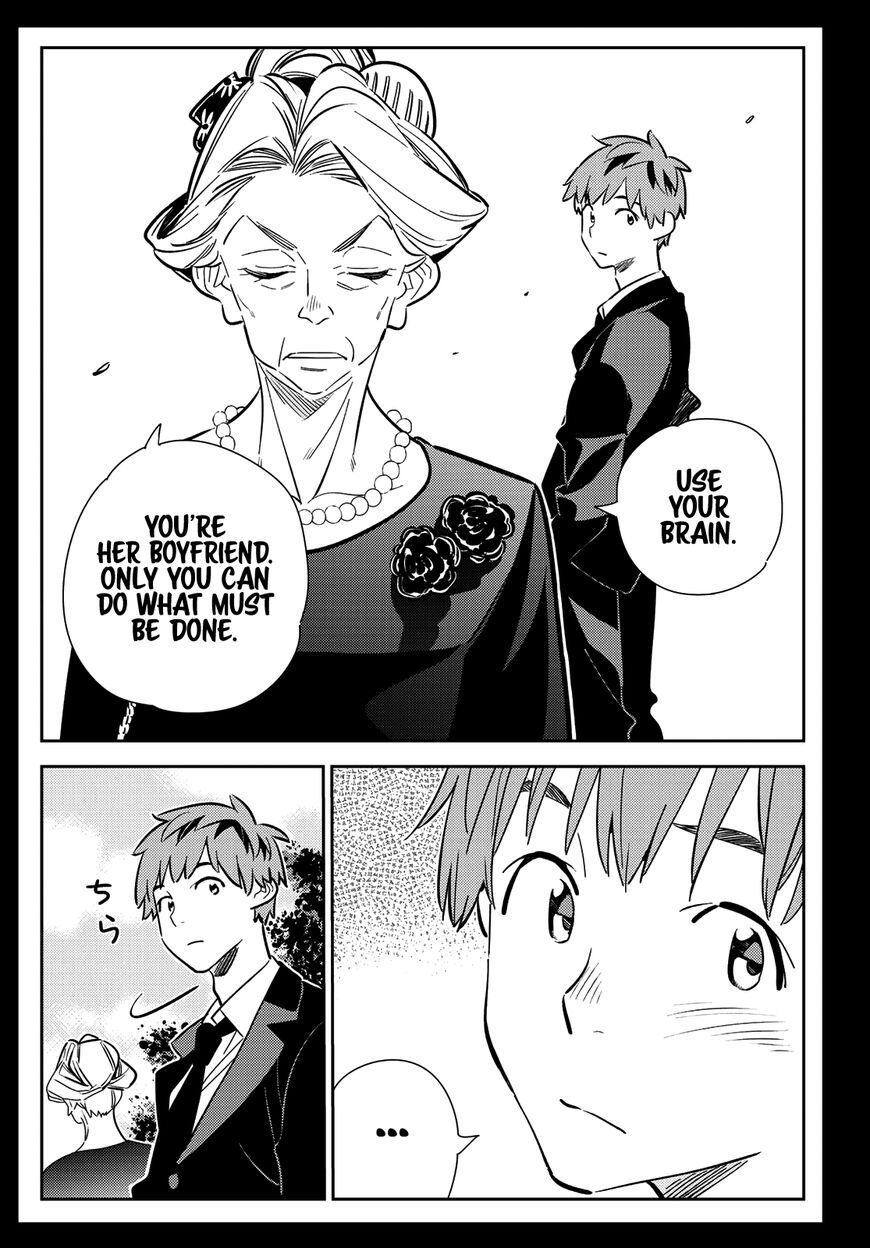 USE
YOUR
BRAIN.
YOU'RE
HER BOYFRIEND.
ONLY YOU CAN
DO WHAT MUST
BE DONE.
...
ちら